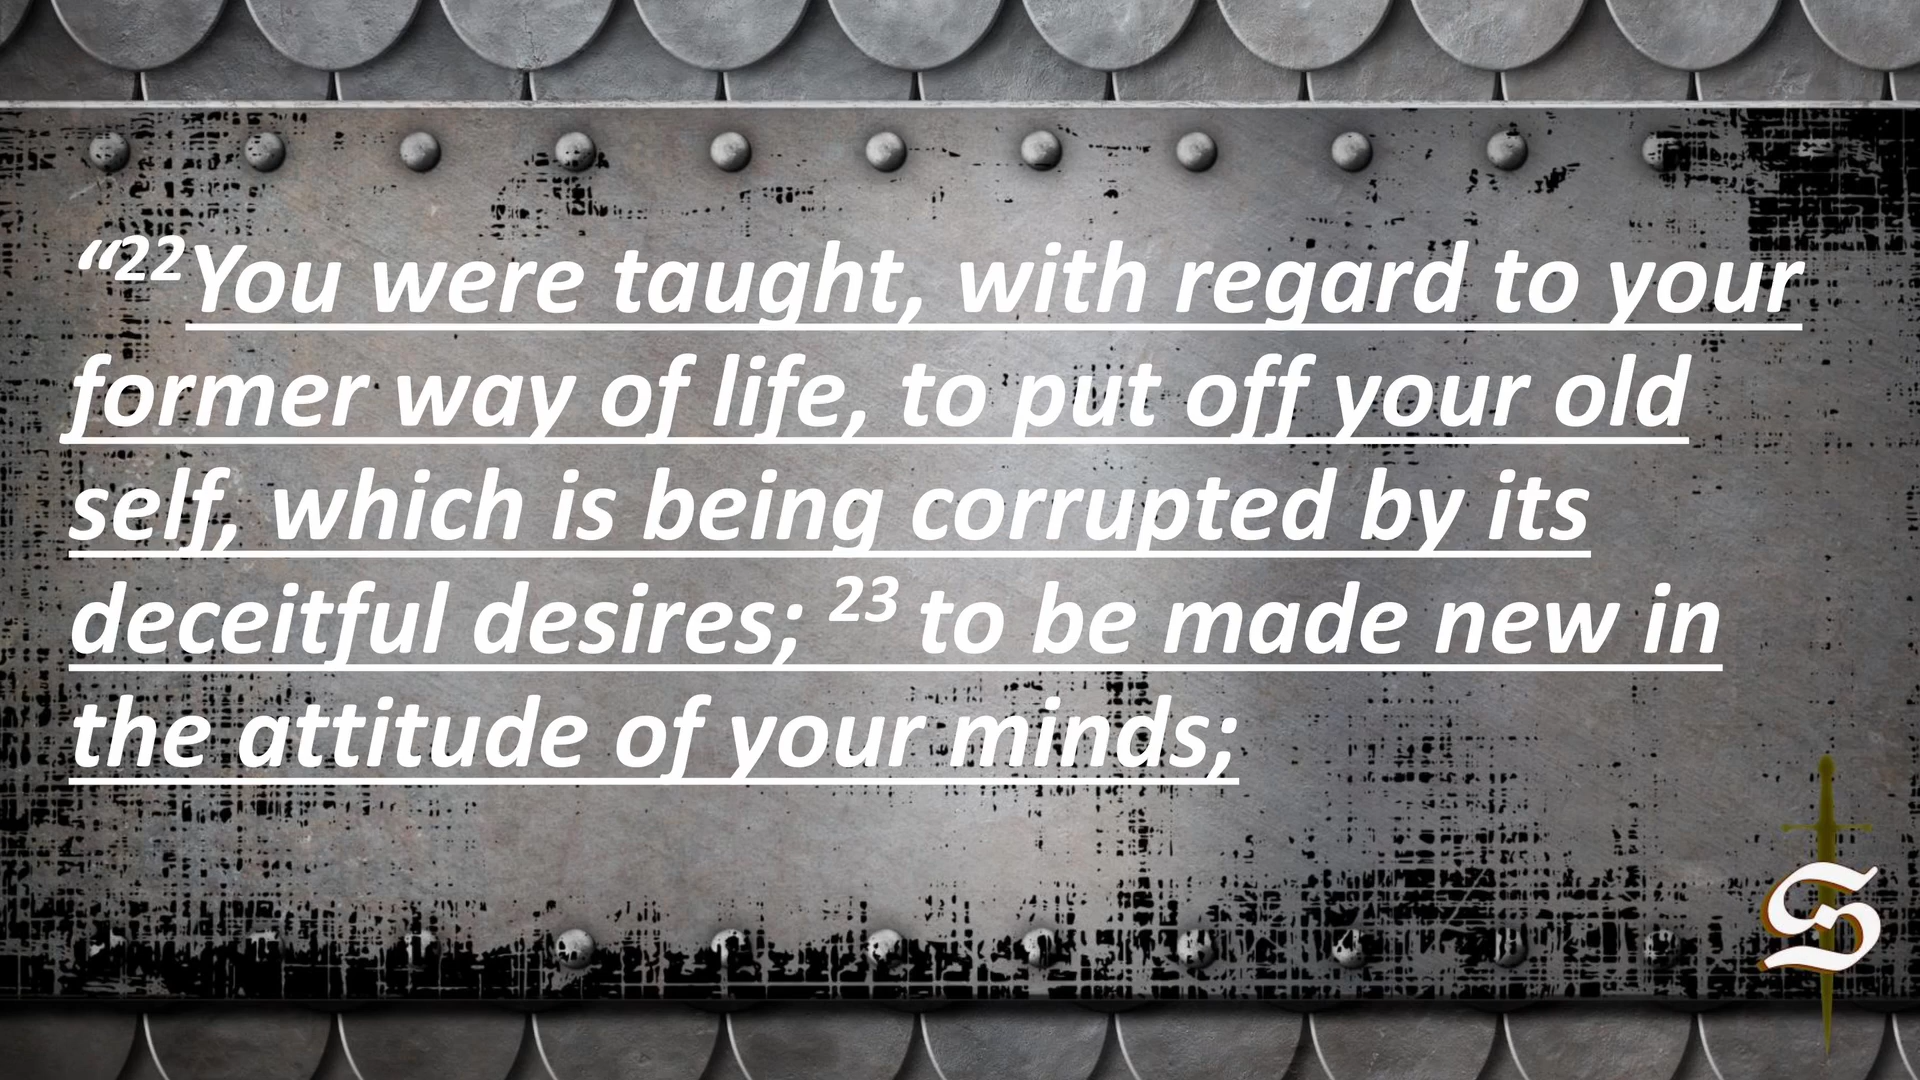 “22You were taught, with regard to your
former way of life, to put off your old
self, which is being corrupted by its
deceitful desires; 23 to be made new in
the attitude of your minds;
S